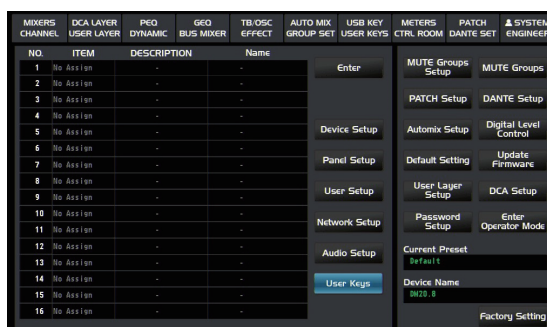 MIXERS DCA LAYER PEQ GEQ TB/OSC AUTO MIX USB KEY METERS PATCH SYSTEM
CHANNEL USER LAYER DYNAMIC BUS MIXER EFFECT GROUP SET USER KEYS CTRL ROOM DANTE SET ENGINEER
NO. ITEM DESCRIPTION Name
1 No Assign - -
2 No Assign - -
3 No Assign - -
4 No Assign - -
5 No Assign - -
6 No Assign - -
7 No Assign - -
8 No Assign - -
9 No Assign - -
10 No Assign - -
11 No Assign - -
12 No Assign - -
13 No Assign - -
14 No Assign - -
15 No Assign - -
16 No Assign - -
Enter
Device Setup
Panel Setup
User Setup
Network Setup
Audio Setup
User Keys
MUTE Groups
Setup
MUTE Groups
PATCH Setup
DANTE Setup
Automix Setup
Digital Level
Control
Default Setting
Update
Firmware
User Layer
Setup
DCA Setup
Password
Setup
Enter
Operator Mode
Current Preset
Default
Device Name
DM20.8
Factory Setting